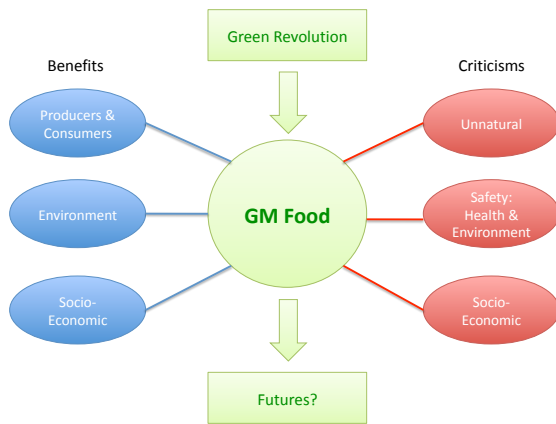 Green Revolution
Benefits
Criticisms
Producers &
Consumers
Unnatural
Environment
GM Food
Safety:
Health &
Environment
Socio-
Economic
Socio-
Economic
Futures?